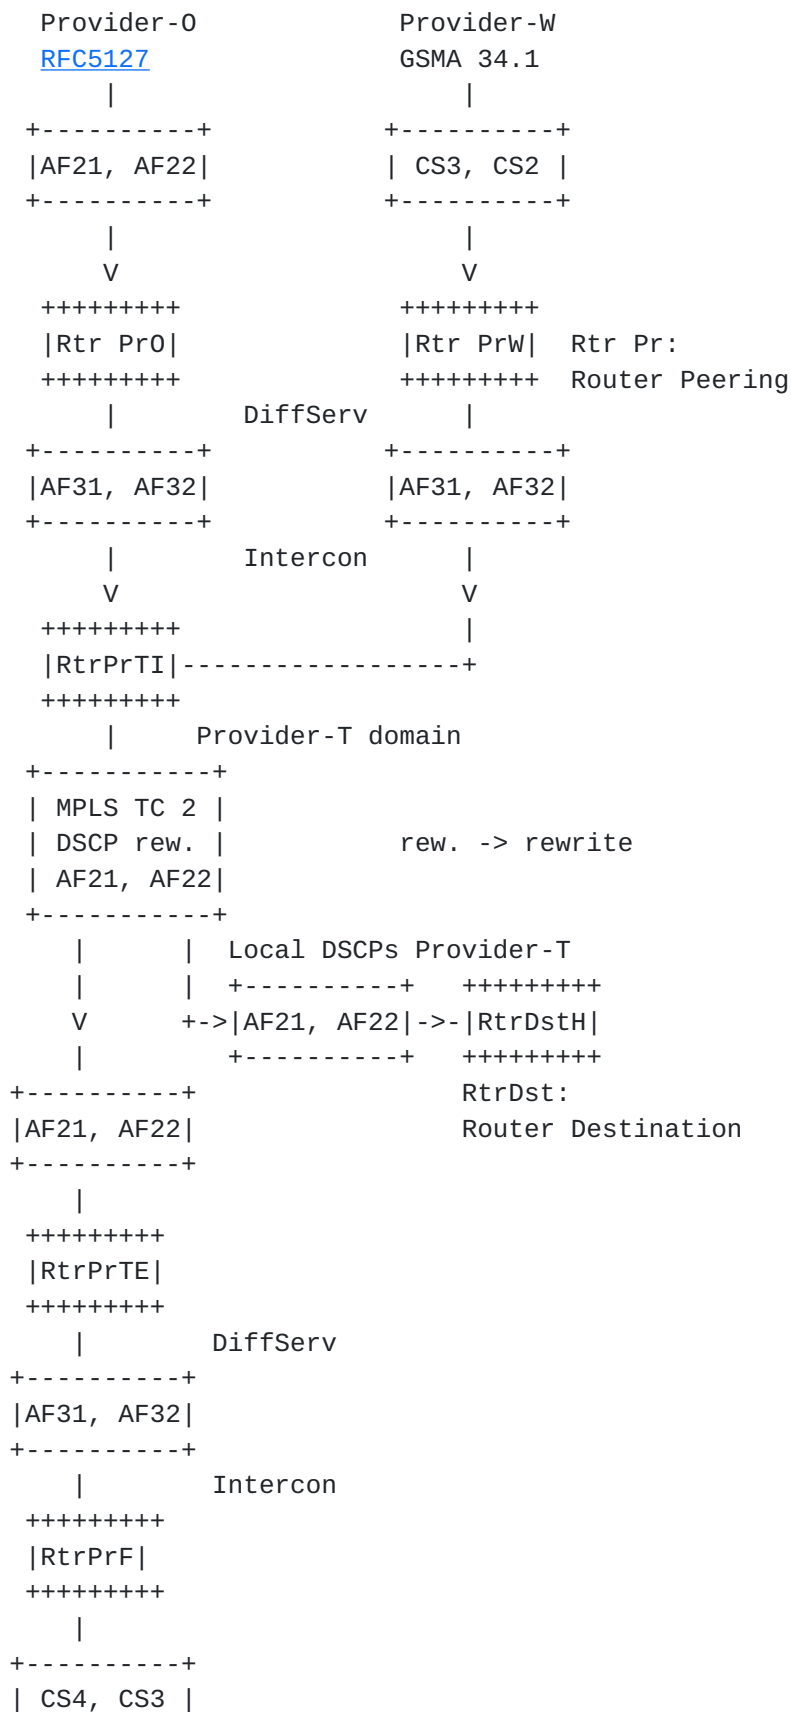 Provider-O             Provider-W
  RFC5127                GSMA 34.1
      |                      |
 +----------+           +----------+
 |AF21, AF22|           | CS3, CS2 |
 +----------+           +----------+
      |                      |
      V                      V
  +++++++++              +++++++++
  |Rtr PrO|              |Rtr PrW|  Rtr Pr:
  +++++++++              +++++++++  Router Peering
      |        DiffServ      |
 +----------+           +----------+
 |AF31, AF32|           |AF31, AF32|
 +----------+           +----------+
      |        Intercon      |
      V                      V
  +++++++++                  |
  |RtrPrTI|------------------+
  +++++++++
      |     Provider-T domain
 +-----------+
 | MPLS TC 2 |
 | DSCP rew. |           rew. -> rewrite
 | AF21, AF22|
 +-----------+
    |      |  Local DSCPs Provider-T
    |      |  +----------+   +++++++++
    V      +->|AF21, AF22|->-|RtrDstH|
    |         +----------+   +++++++++
+----------+                 RtrDst:
|AF21, AF22|                 Router Destination
+----------+
    |
 +++++++++
 |RtrPrTE|
 +++++++++
    |        DiffServ
+----------+
|AF31, AF32|
+----------+
    |        Intercon
 +++++++++
 |RtrPrF|
 +++++++++
    |
+----------+
| CS4, CS3 |